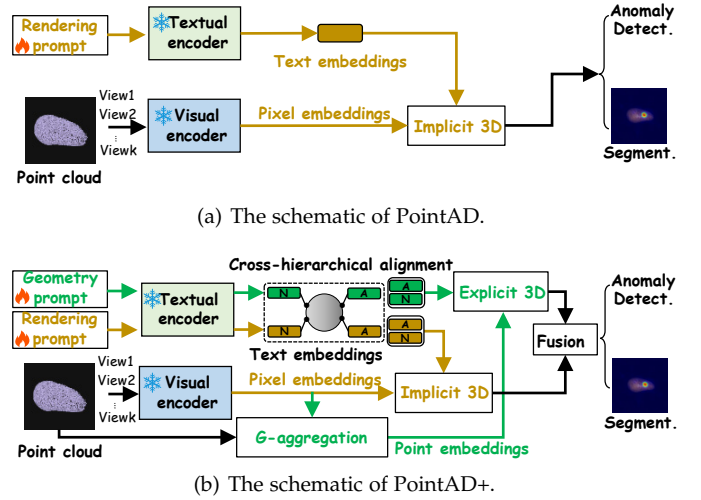 Rendering
prompt
Textual
encoder
Text embeddings
Anomaly
Detect.
View1
View2
⋮
Viewk
Visual
encoder
Pixel embeddings
Implicit 3D
Point cloud
Segment.
(a) The schematic of PointAD.
Geometry
prompt
Rendering
prompt
Textual
encoder
Cross-hierarchical alignment
N A
N A
Text embeddings
A
N
A
N
Explicit 3D
Anomaly
Detect.
Fusion
View1
View2
⋮
Viewk
Visual
encoder
Pixel embeddings
Implicit 3D
G-aggregation
Point embeddings
Point cloud
Segment.
(b) The schematic of PointAD+.